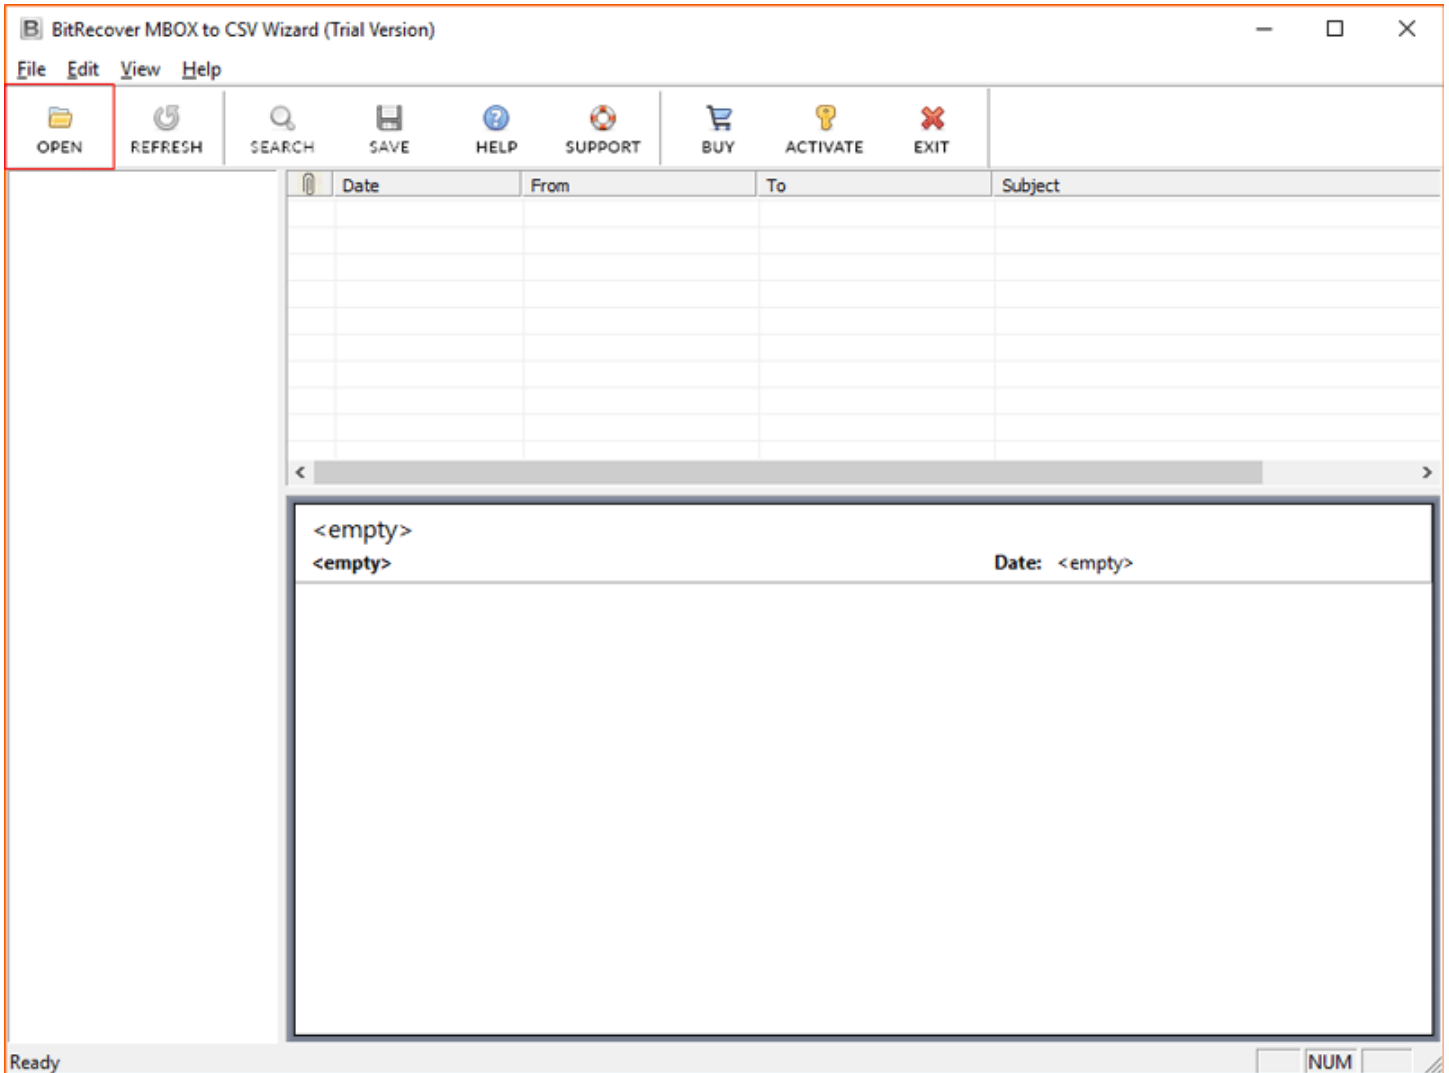 BitRecover MBOX to CSV Wizard (Trial Version)
File Edit View Help
OPEN REFRESH SEARCH SAVE HELP SUPPORT BUY ACTIVATE EXIT
Date From To Subject
<empty>
<empty> Date: <empty>
Ready NUM